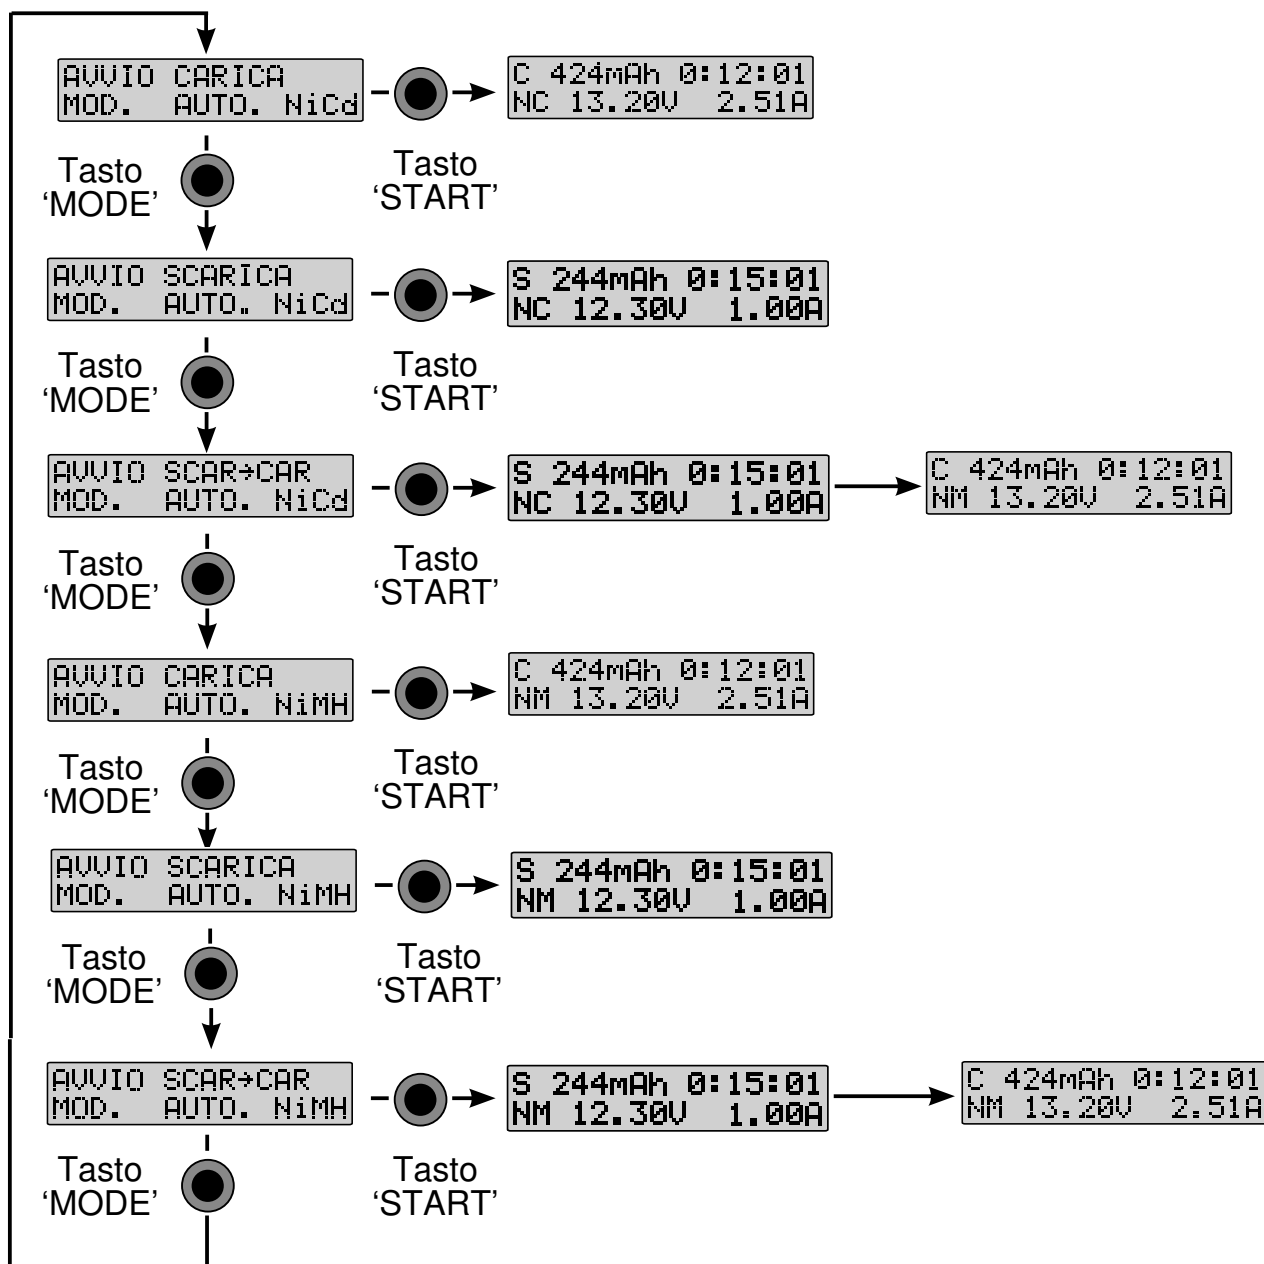 AVVIO CARICA
MOD. AUTO. NiCd
C 424mAh 0:12:01
NC 13.20V 2.51A
Tasto
'MODE'
Tasto
'START'
AVVIO SCARICA
MOD. AUTO. NiCd
S 244mAh 0:15:01
NC 12.30V 1.00A
Tasto
'MODE'
Tasto
'START'
AVVIO SCAR→CAR
MOD. AUTO. NiCd
S 244mAh 0:15:01
NC 12.30V 1.00A
C 424mAh 0:12:01
NM 13.20V 2.51A
Tasto
'MODE'
Tasto
'START'
AVVIO CARICA
MOD. AUTO. NiMH
C 424mAh 0:12:01
NM 13.20V 2.51A
Tasto
'MODE'
Tasto
'START'
AVVIO SCARICA
MOD. AUTO. NiMH
S 244mAh 0:15:01
NM 12.30V 1.00A
Tasto
'MODE'
Tasto
'START'
AVVIO SCAR→CAR
MOD. AUTO. NiMH
S 244mAh 0:15:01
NM 12.30V 1.00A
C 424mAh 0:12:01
NM 13.20V 2.51A
Tasto
'MODE'
Tasto
'START'